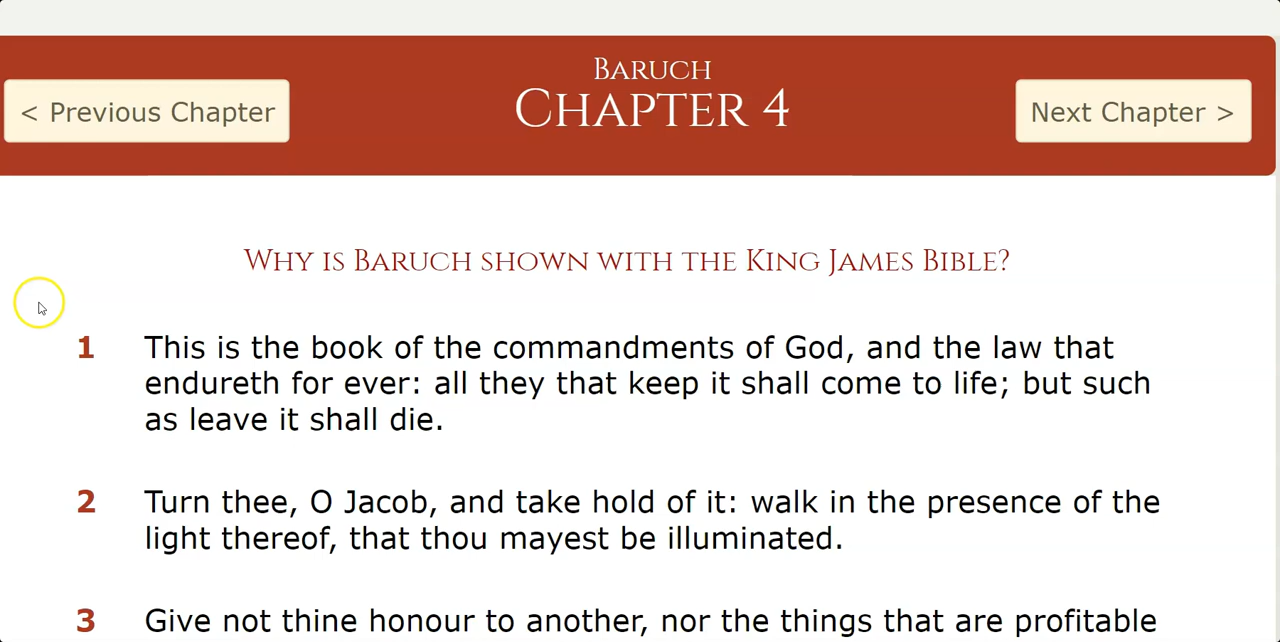 BARUCH
CHAPTER 4
< Previous Chapter
Next Chapter >
WHY IS BARUCH SHOWN WITH THE KING JAMES BIBLE?
1 This is the book of the commandments of God, and the law that
endureth for ever: all they that keep it shall come to life; but such
as leave it shall die.
2 Turn thee, O Jacob, and take hold of it: walk in the presence of the
light thereof, that thou mayest be illuminated.
3 Give not thine honour to another, nor the things that are profitable